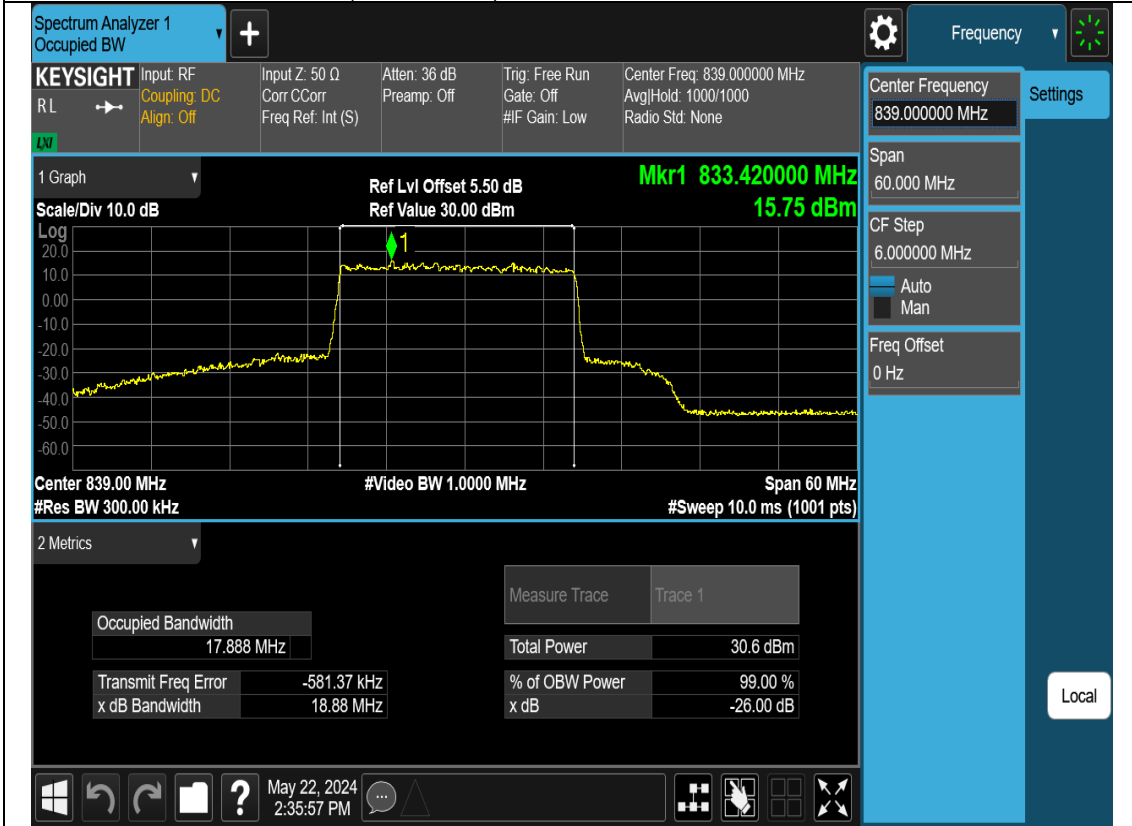 Spectrum Analyzer 1
Occupied BW
Frequency
KEYSIGHT
R L
LXI
Input: RF
Coupling: DC
Align: Off
Input Z: 50 Ω
Corr CCorr
Freq Ref: Int (S)
Atten: 36 dB
Preamp: Off
Trig: Free Run
Gate: Off
#IF Gain: Low
Center Freq: 839.000000 MHz
Avg|Hold: 1000/1000
Radio Std: None
Center Frequency
839.000000 MHz
Settings
Span
60.000 MHz
CF Step
6.000000 MHz
Auto
Man
Freq Offset
0 Hz
Local
1 Graph
Scale/Div 10.0 dB
Ref Lvl Offset 5.50 dB
Ref Value 30.00 dBm
Mkr1 833.420000 MHz
15.75 dBm
Log
1
20.0
10.0
0.00
-10.0
-20.0
-30.0
-40.0
-50.0
-60.0
Center 839.00 MHz
#Video BW 1.0000 MHz
Span 60 MHz
#Res BW 300.00 kHz
#Sweep 10.0 ms (1001 pts)
2 Metrics
Measure Trace Trace 1
Occupied Bandwidth
17.888 MHz
Total Power 30.6 dBm
Transmit Freq Error -581.37 kHz
% of OBW Power 99.00 %
x dB Bandwidth 18.88 MHz
x dB -26.00 dB
?
May 22, 2024
2:35:57 PM